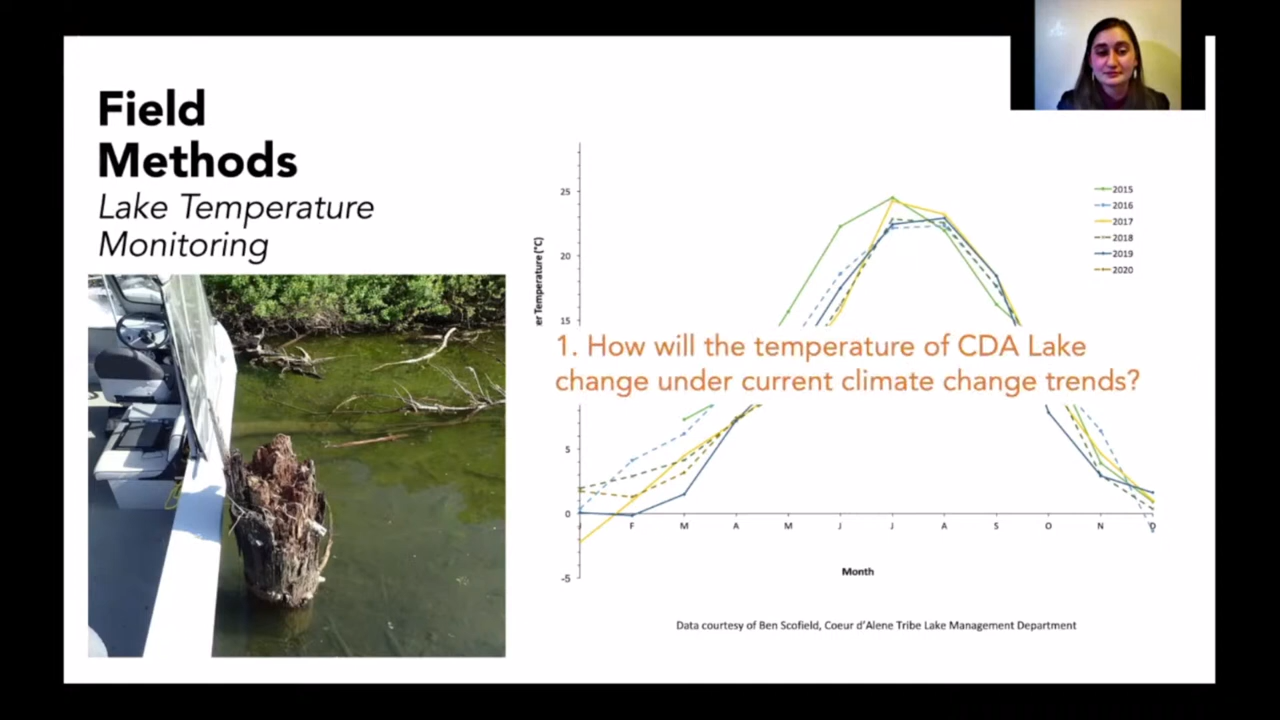 Field
Methods
Lake Temperature
Monitoring
25
20
15
5
0
-5
er Temperature (°C)
2015
2016
2017
2018
2019
2020
1. How will the temperature of CDA Lake
change under current climate change trends?
J F M A M J J A S O N D
Month
Data courtesy of Ben Scofield, Coeur d'Alene Tribe Lake Management Department